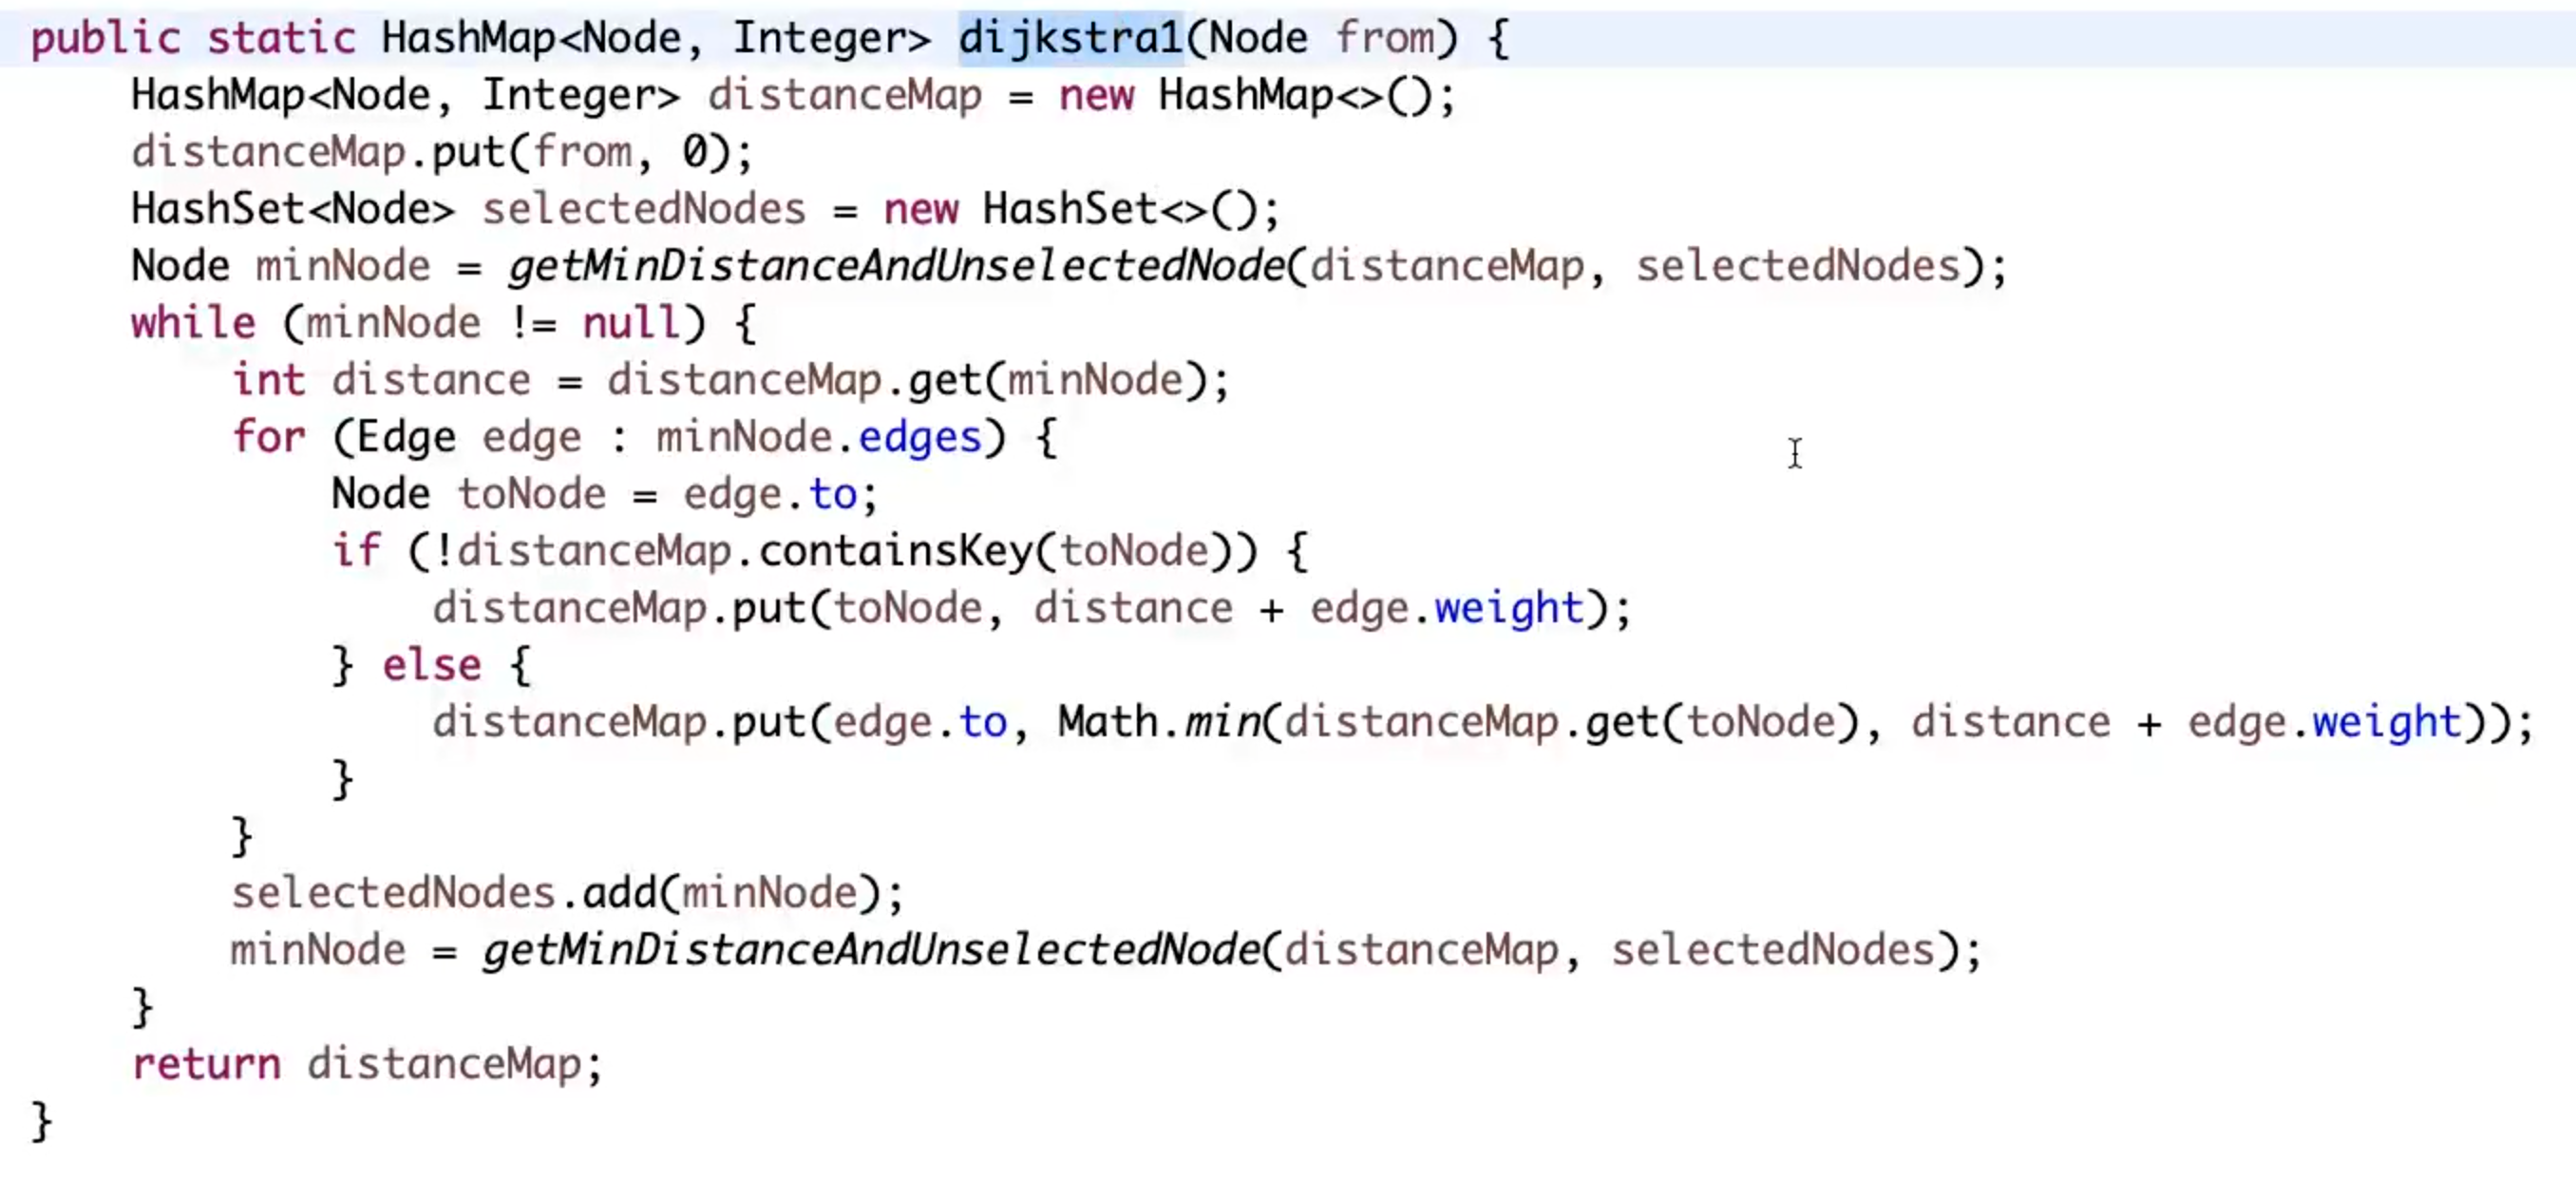 public static HashMap<Node, Integer> dijkstra1(Node from) {
    HashMap<Node, Integer> distanceMap = new HashMap<>();
    distanceMap.put(from, 0);
    HashSet<Node> selectedNodes = new HashSet<>();
    Node minNode = getMinDistanceAndUnselectedNode(distanceMap, selectedNodes);
    while (minNode != null) {
        int distance = distanceMap.get(minNode);
        for (Edge edge : minNode.edges) {
            Node toNode = edge.to;
            if (!distanceMap.containsKey(toNode)) {
                distanceMap.put(toNode, distance + edge.weight);
            } else {
                distanceMap.put(edge.to, Math.min(distanceMap.get(toNode), distance + edge.weight));
            }
        }
        selectedNodes.add(minNode);
        minNode = getMinDistanceAndUnselectedNode(distanceMap, selectedNodes);
    }
    return distanceMap;
}